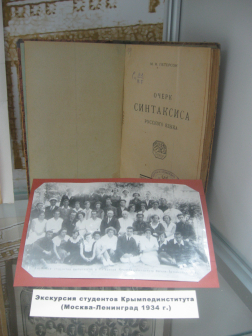 ОЧЕРК
СИНТАКСИСА
РУССКОГО ЯЗЫКА
Экскурсия студентов Крымпединститута
(Москва-Ленинград 1934 г.)